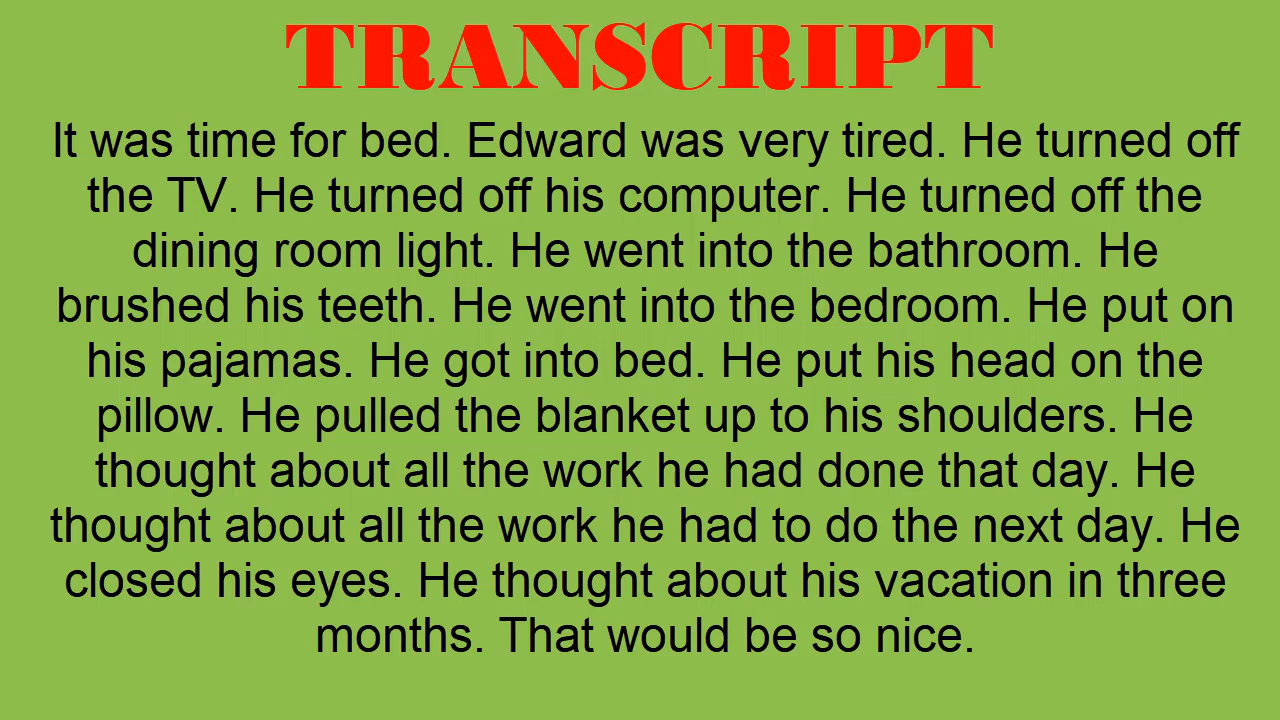 TRANSCRIPT
It was time for bed. Edward was very tired. He turned off
the TV. He turned off his computer. He turned off the
dining room light. He went into the bathroom. He
brushed his teeth. He went into the bedroom. He put on
his pajamas. He got into bed. He put his head on the
pillow. He pulled the blanket up to his shoulders. He
thought about all the work he had done that day. He
thought about all the work he had to do the next day. He
closed his eyes. He thought about his vacation in three
months. That would be so nice.